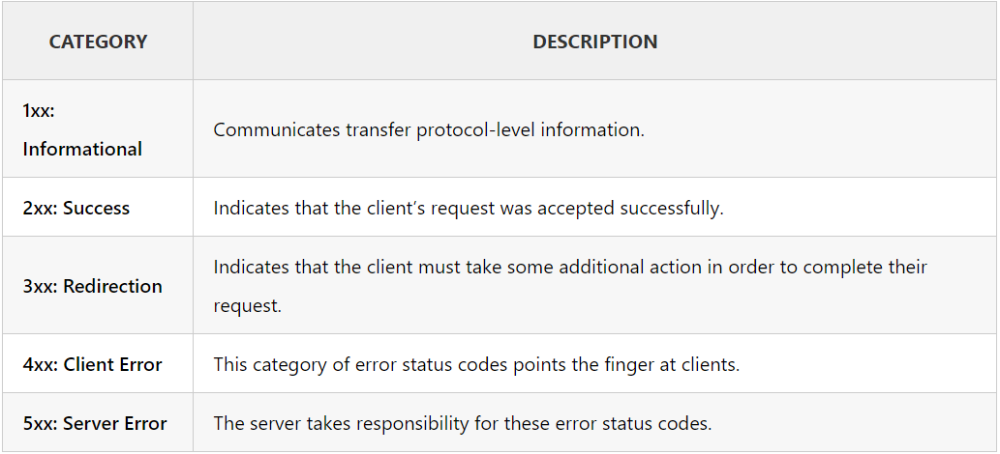 CATEGORY DESCRIPTION
1xx:
Informational
Communicates transfer protocol-level information.
2xx: Success
Indicates that the client’s request was accepted successfully.
3xx: Redirection
Indicates that the client must take some additional action in order to complete their
request.
4xx: Client Error
This category of error status codes points the finger at clients.
5xx: Server Error
The server takes responsibility for these error status codes.